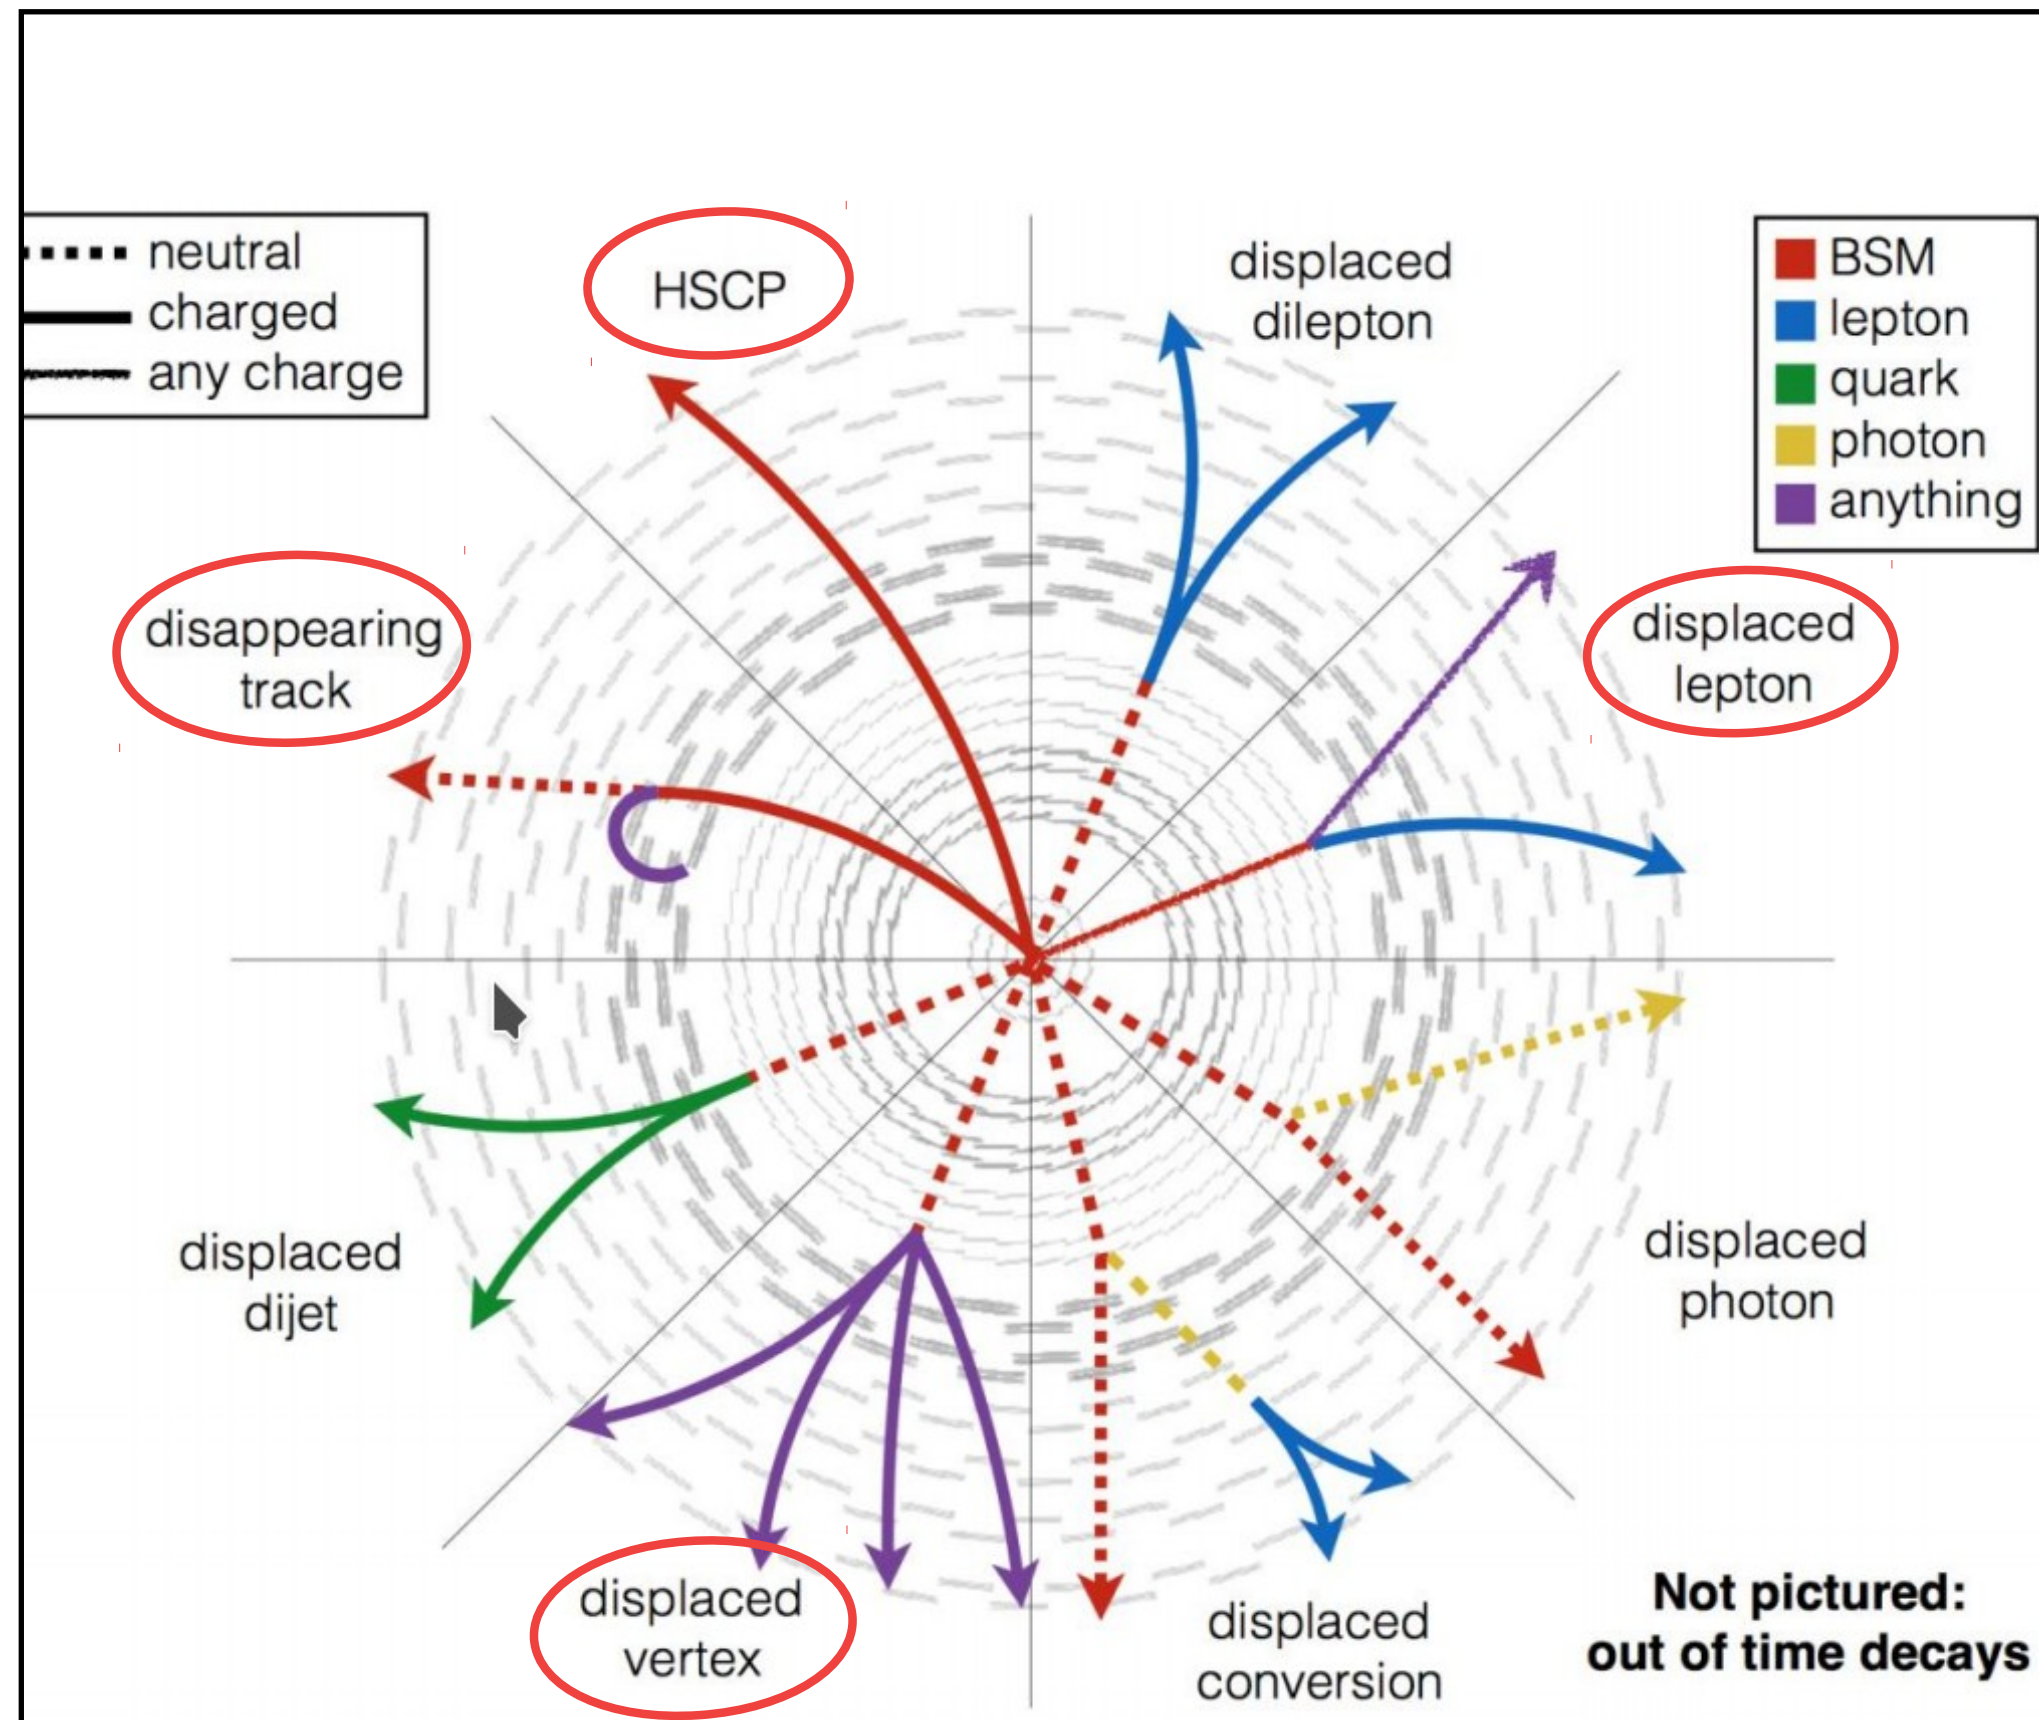 neutral
charged
any charge
HSCP
displaced
dilepton
BSM
lepton
quark
photon
anything
disappearing
track
displaced
lepton
displaced
dijet
displaced
photon
displaced
vertex
displaced
conversion
Not pictured:
out of time decays